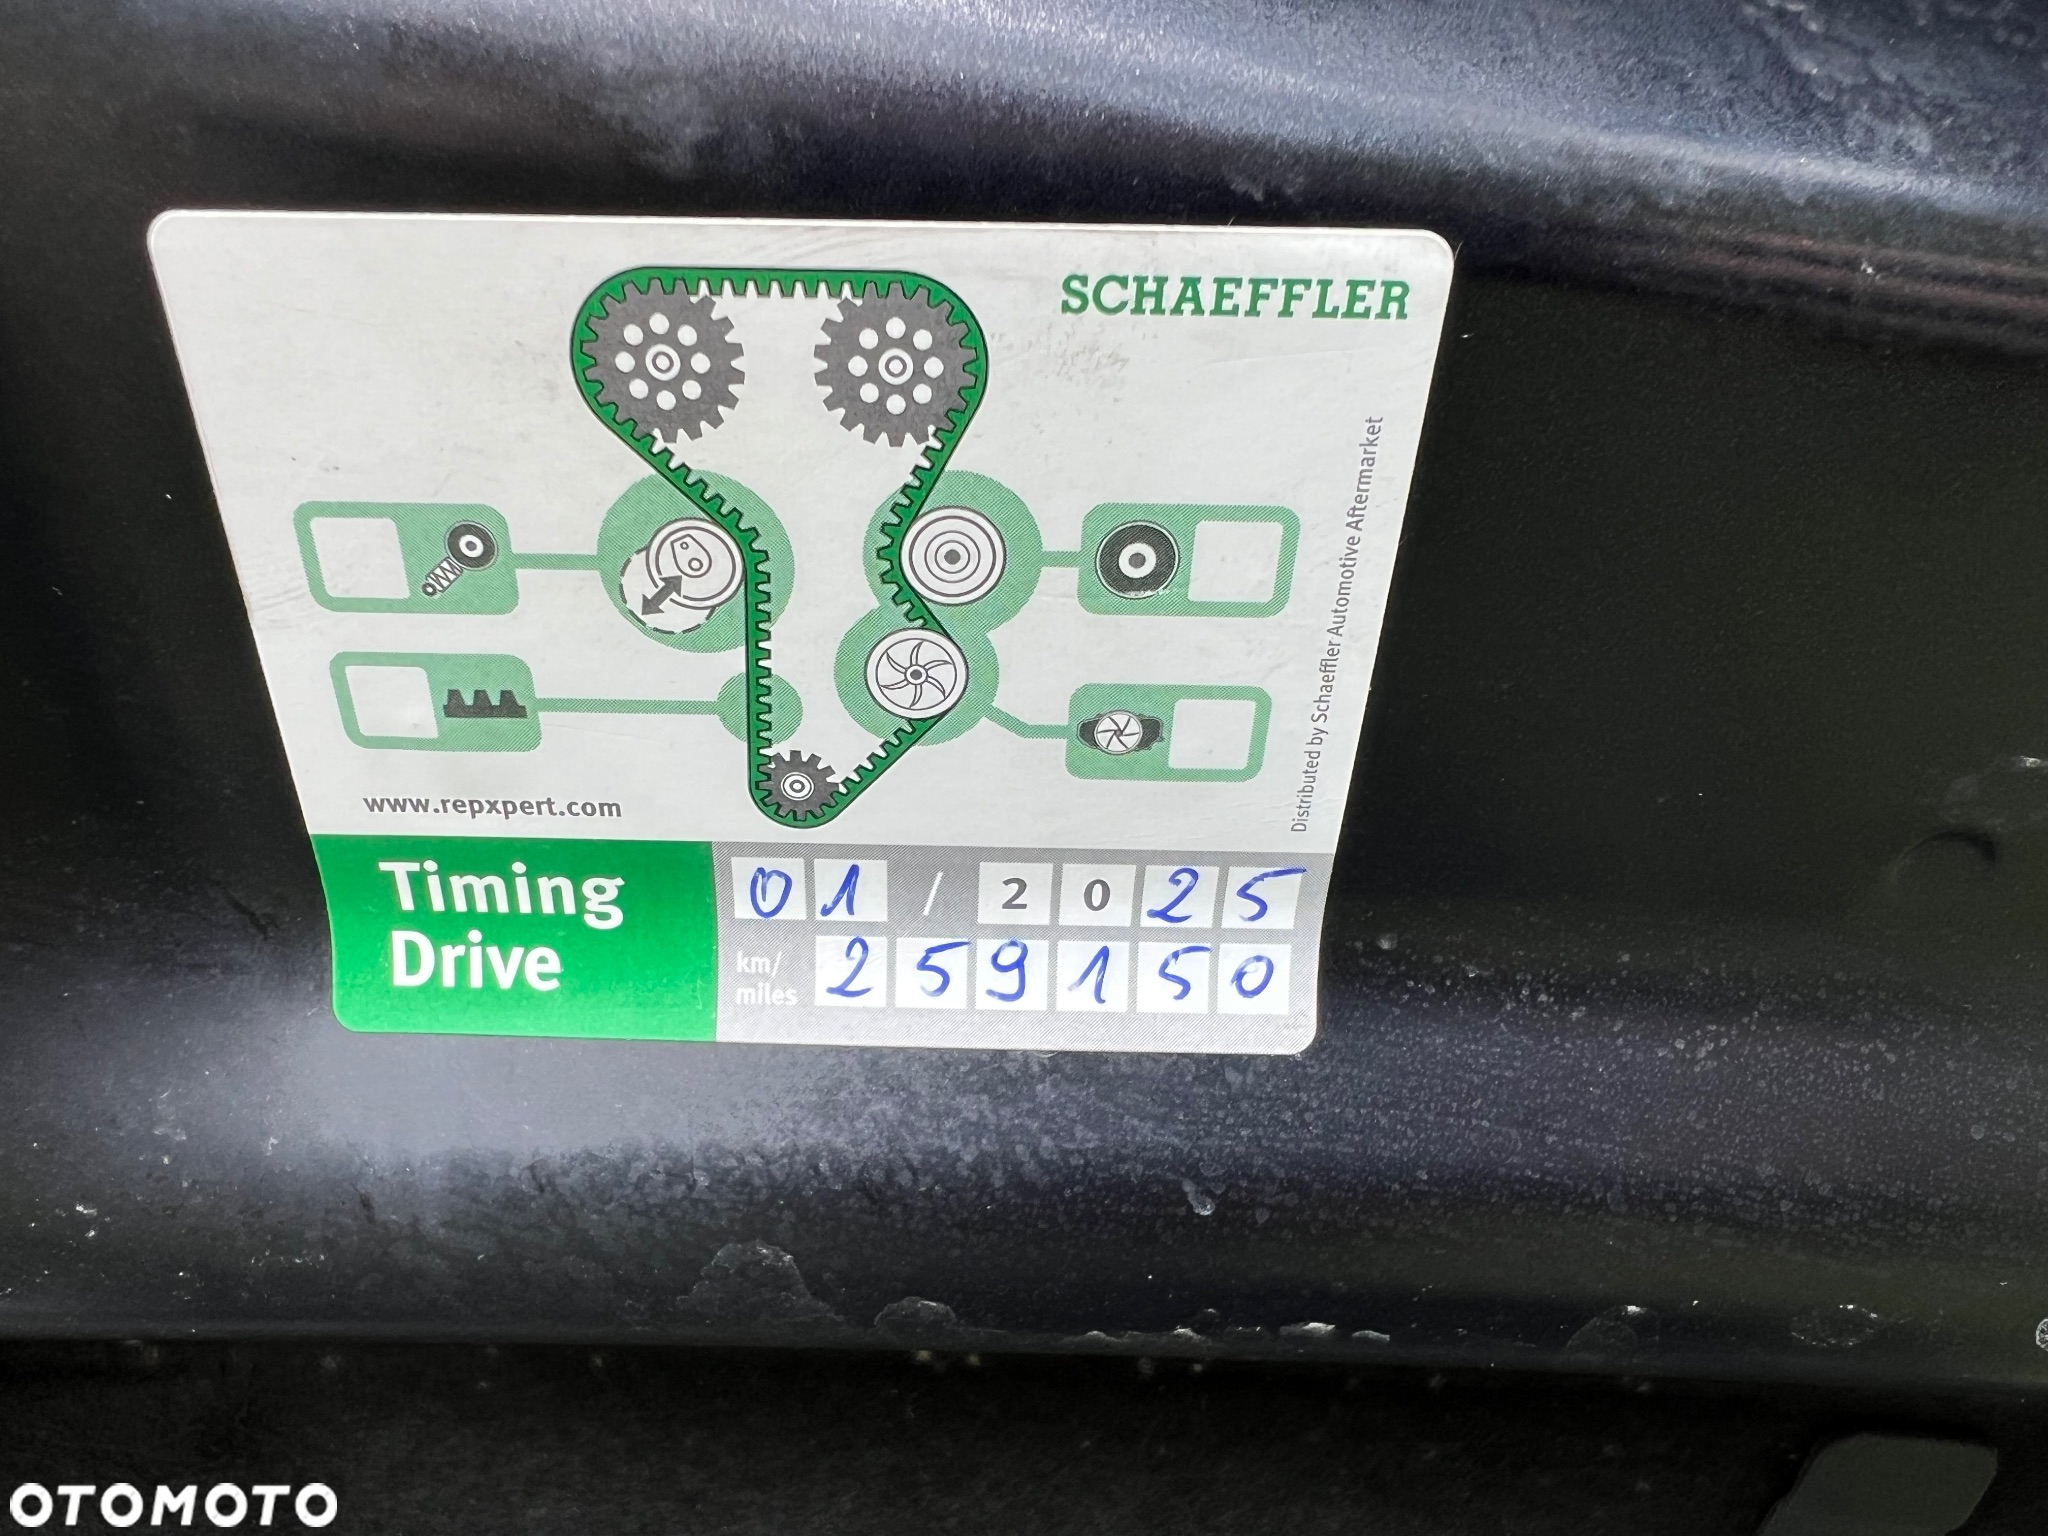 SCHAEFFLER
Distributed by Schaeffler Automotive Aftermarket
www.repxpert.com
Timing
Drive
01 / 2025
km/
miles
259150
OTOMOTO